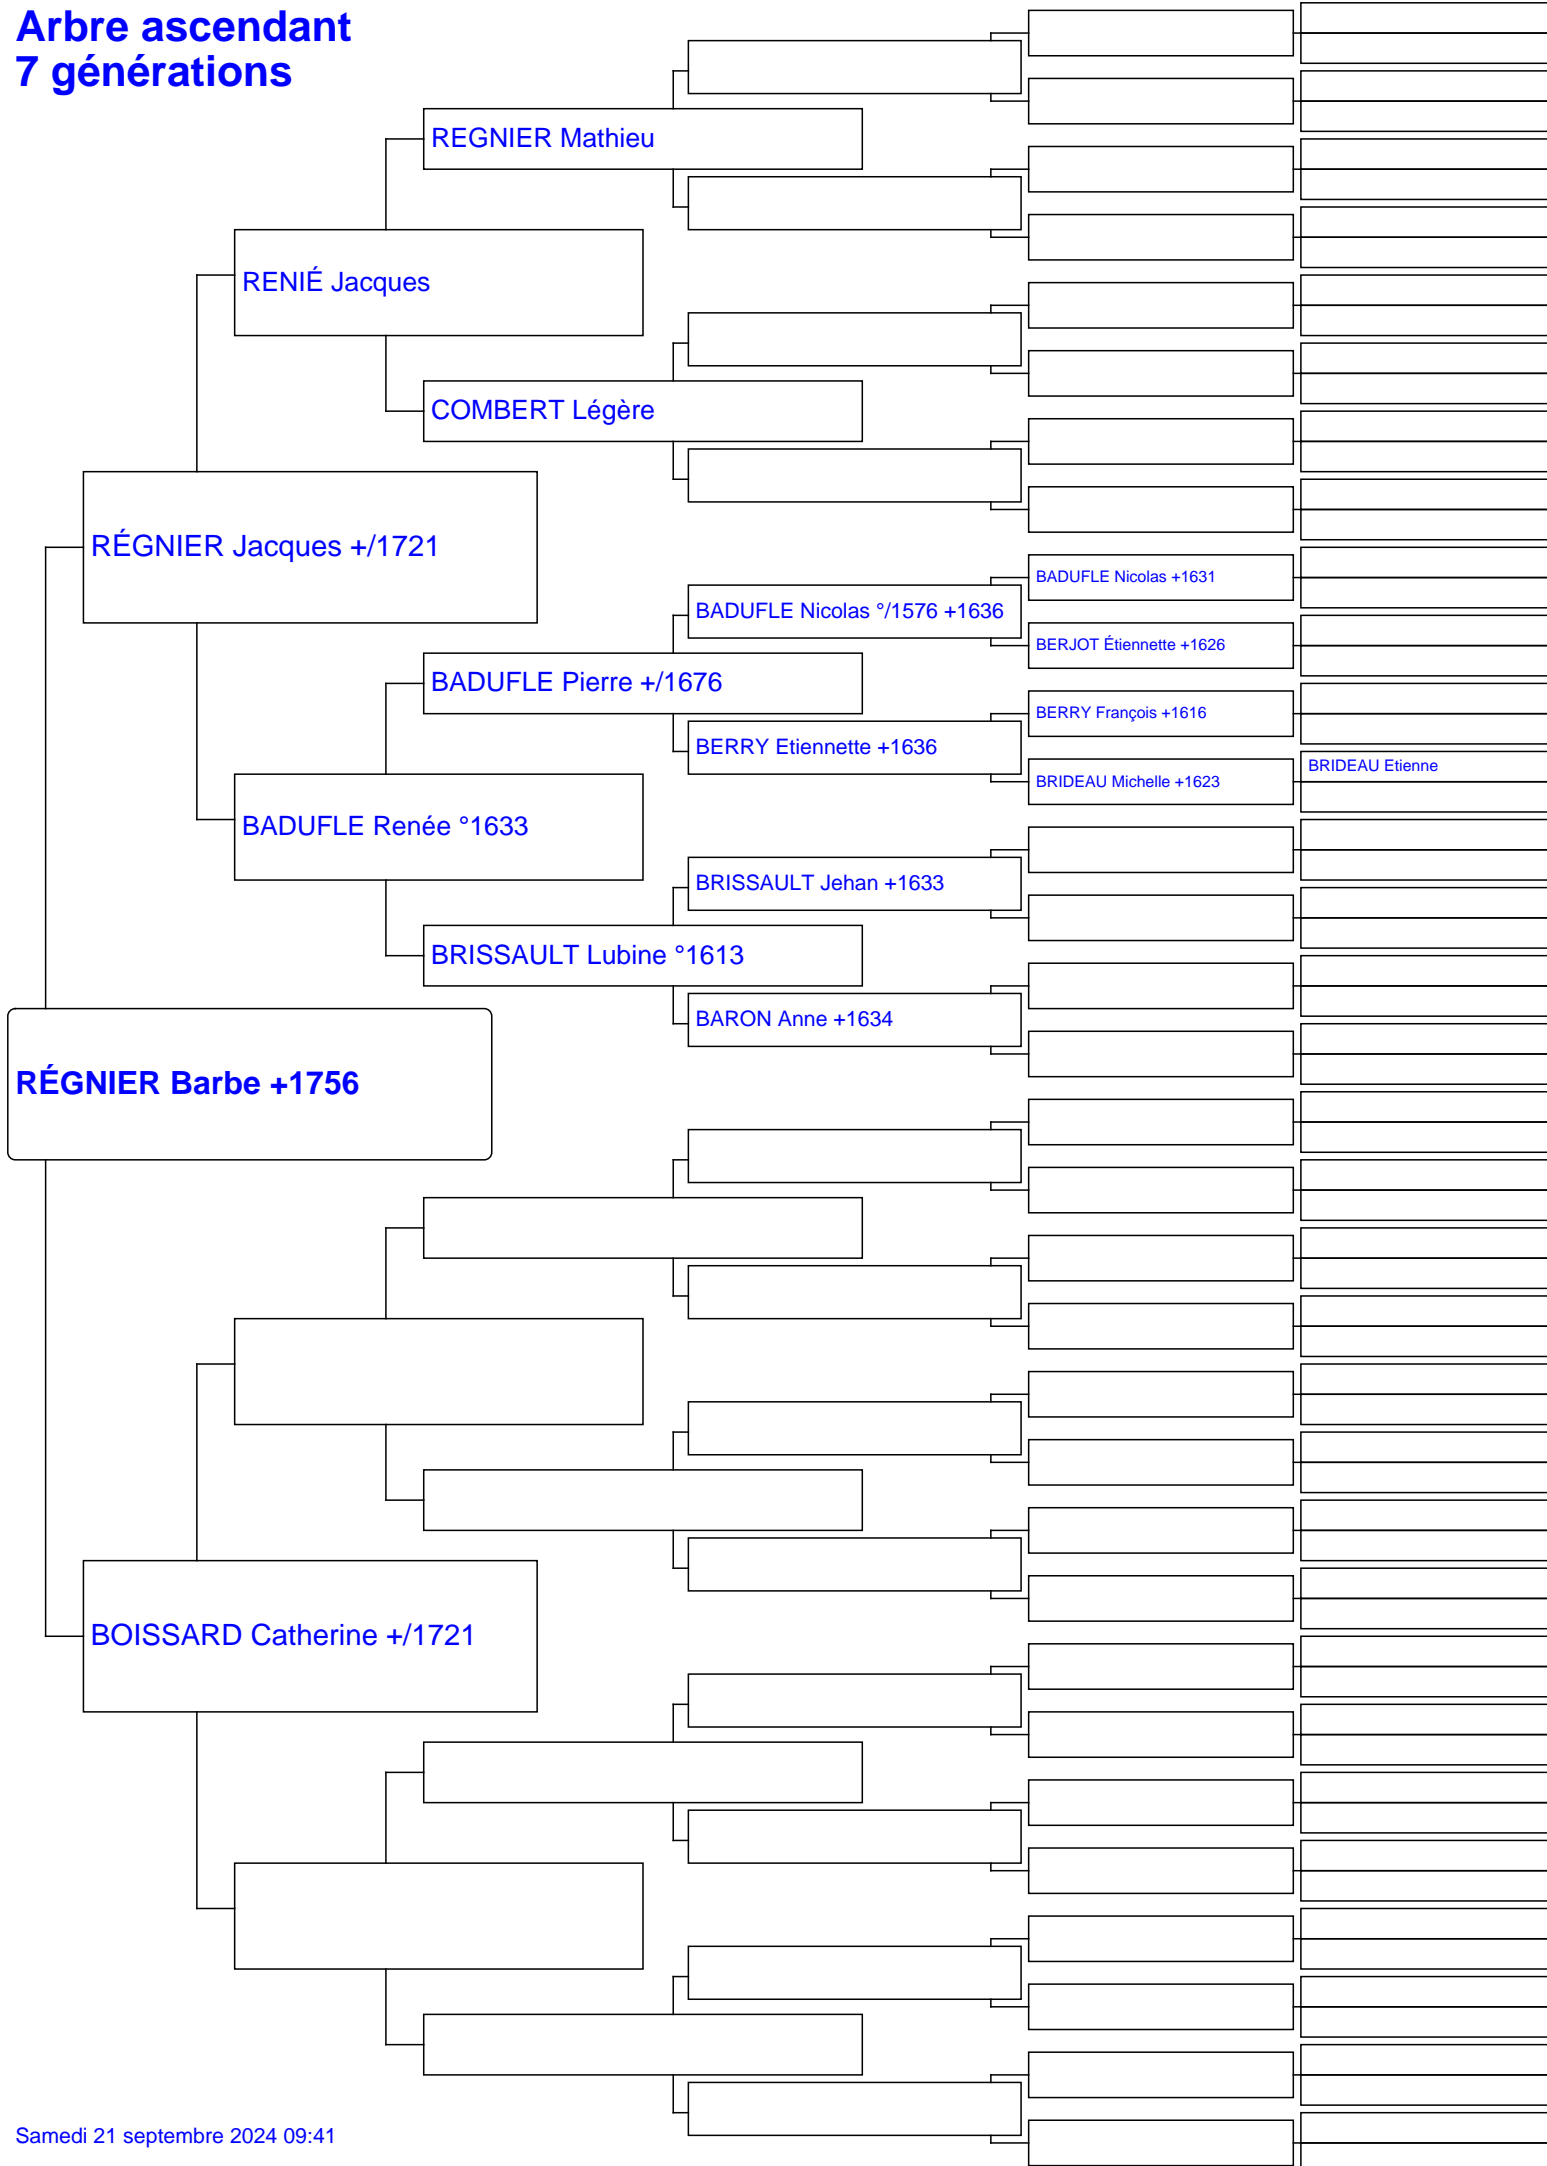 Arbre ascendant
7 générations
REGNIER Mathieu
RENIÉ Jacques
COMBERT Légère
RÉGNIER Jacques +/1721
BADUFLE Nicolas +1631
BADUFLE Nicolas °/1576 +1636
BERJOT Étiennette +1626
BADUFLE Pierre +/1676
BERRY François +1616
BERRY Etiennette +1636
BRIDEAU Etienne
BRIDEAU Michelle +1623
BADUFLE Renée °1633
BRISSAULT Jehan +1633
BRISSAULT Lubine °1613
BARON Anne +1634
RÉGNIER Barbe +1756
BOISSARD Catherine +/1721
Samedi 21 septembre 2024 09:41